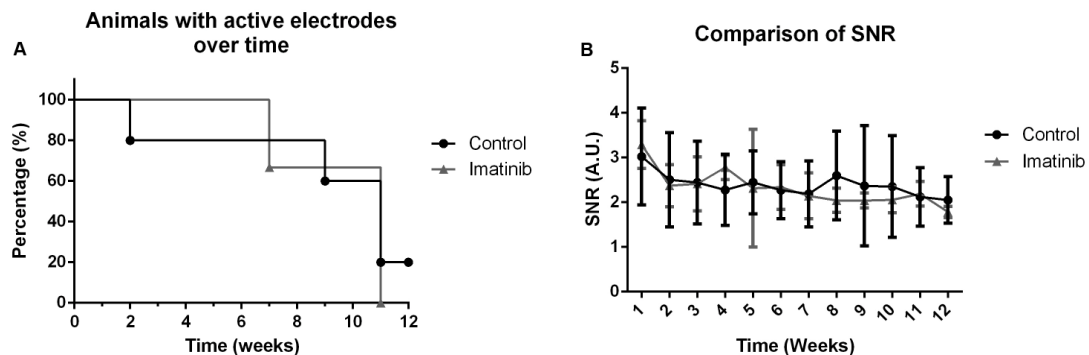 A
Animals with active electrodes
over time
Percentage (%)
100
80
60
40
20
0
0 2 4 6 8 10 12
Time (weeks)
Control
Imatinib
B
Comparison of SNR
SNR (A.U.)
5
4
3
2
1
0
1 2 3 4 5 6 7 8 9 10 11 12
Time (Weeks)
Control
Imatinib